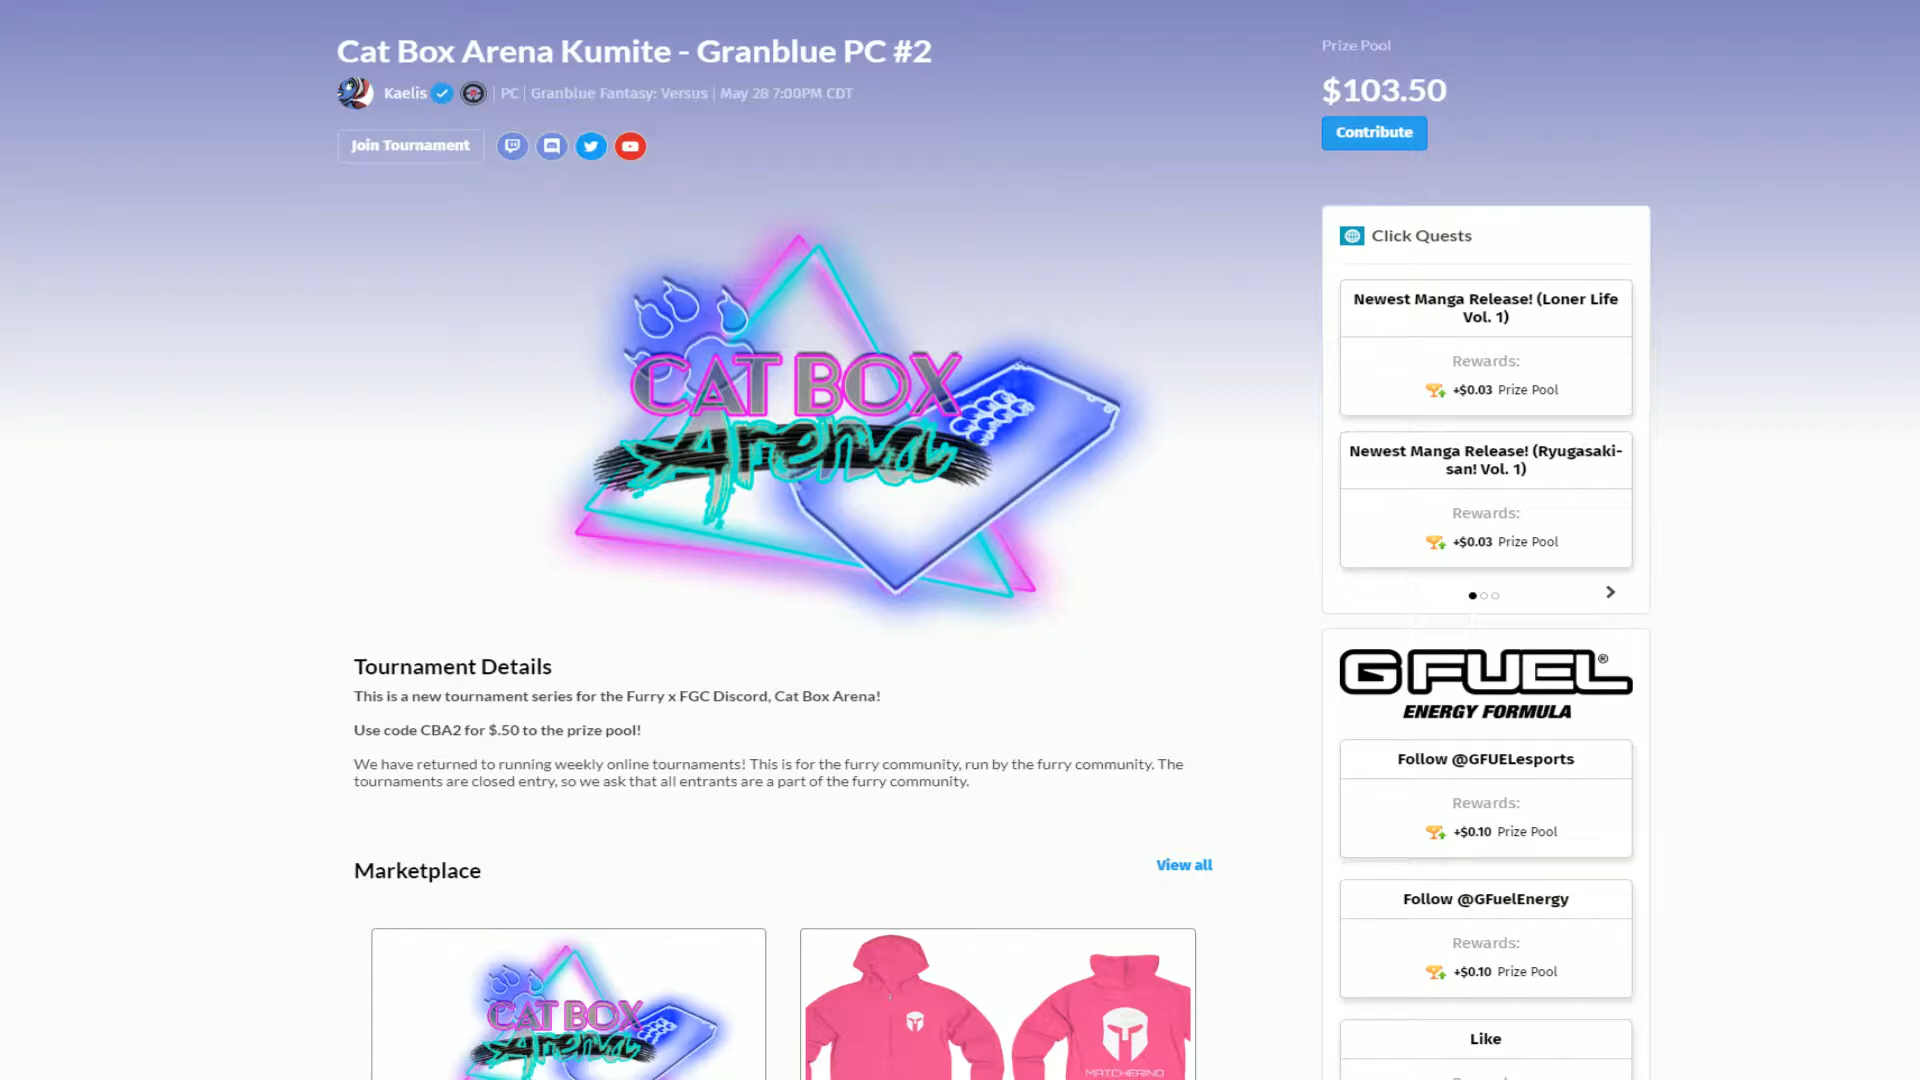 Cat Box Arena Kumite - Granblue PC #2
Kaelis | PC | Granblue Fantasy: Versus | May 28 7:00PM CDT
Join Tournament
Prize Pool
$103.50
Contribute
CAT BOX
Arena
Click Quests
Newest Manga Release! (Loner Life
Vol. 1)
Rewards:
+$0.03 Prize Pool
Newest Manga Release! (Ryugasaki-
san! Vol. 1)
Rewards:
+$0.03 Prize Pool
G FUEL®
ENERGY FORMULA
Follow @GFUELesports
Rewards:
+$0.10 Prize Pool
Follow @GFuelEnergy
Rewards:
+$0.10 Prize Pool
Like
Tournament Details
This is a new tournament series for the Furry x FGC Discord, Cat Box Arena!
Use code CBA2 for $.50 to the prize pool!
We have returned to running weekly online tournaments! This is for the furry community, run by the furry community. The
tournaments are closed entry, so we ask that all entrants are a part of the furry community.
Marketplace
View all
CAT BOX
Arena
MATCHERINO